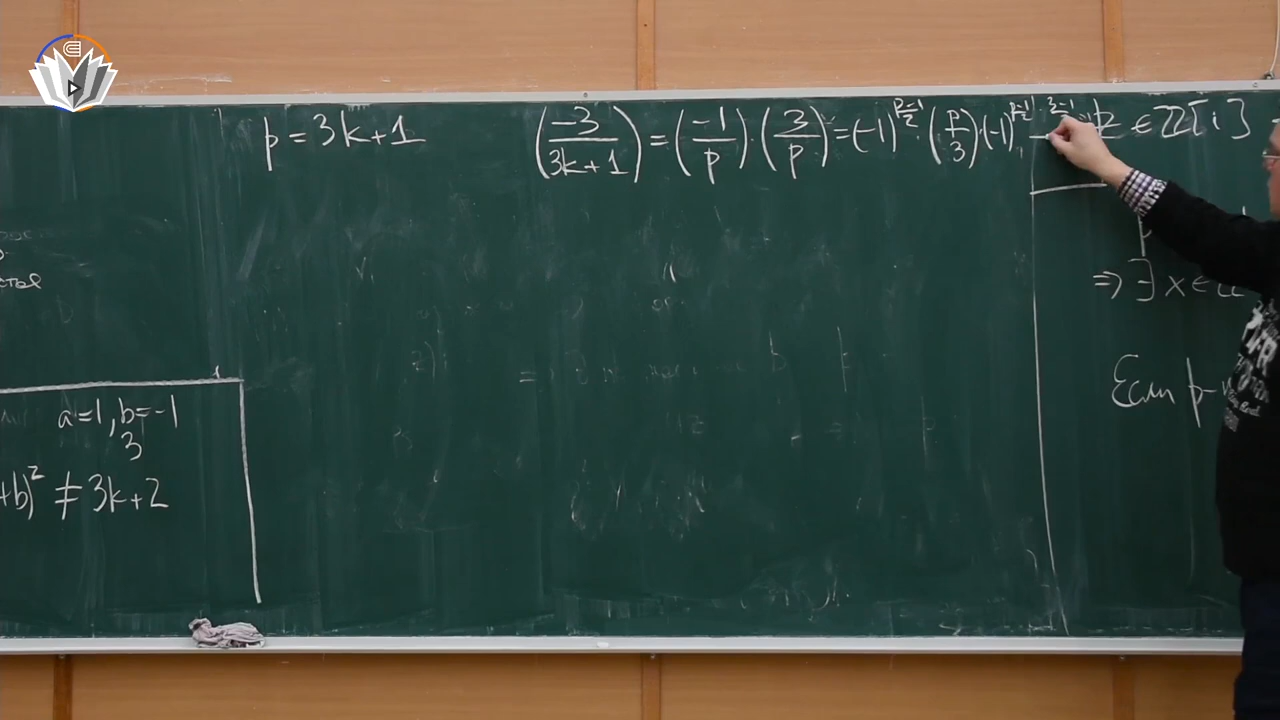 p = 3k+1
(-3/(3k+1)) = (-1/p)·(3/p) = (-1)^((p-1)/2)·(p/3)·(-1)^((p-1)/2 · (3-1)/2)
∈ ℤ[i]
⇒ ∃ x ∈
Если p-
a=1, b=-1
3
+b)² ≠ 3k+2